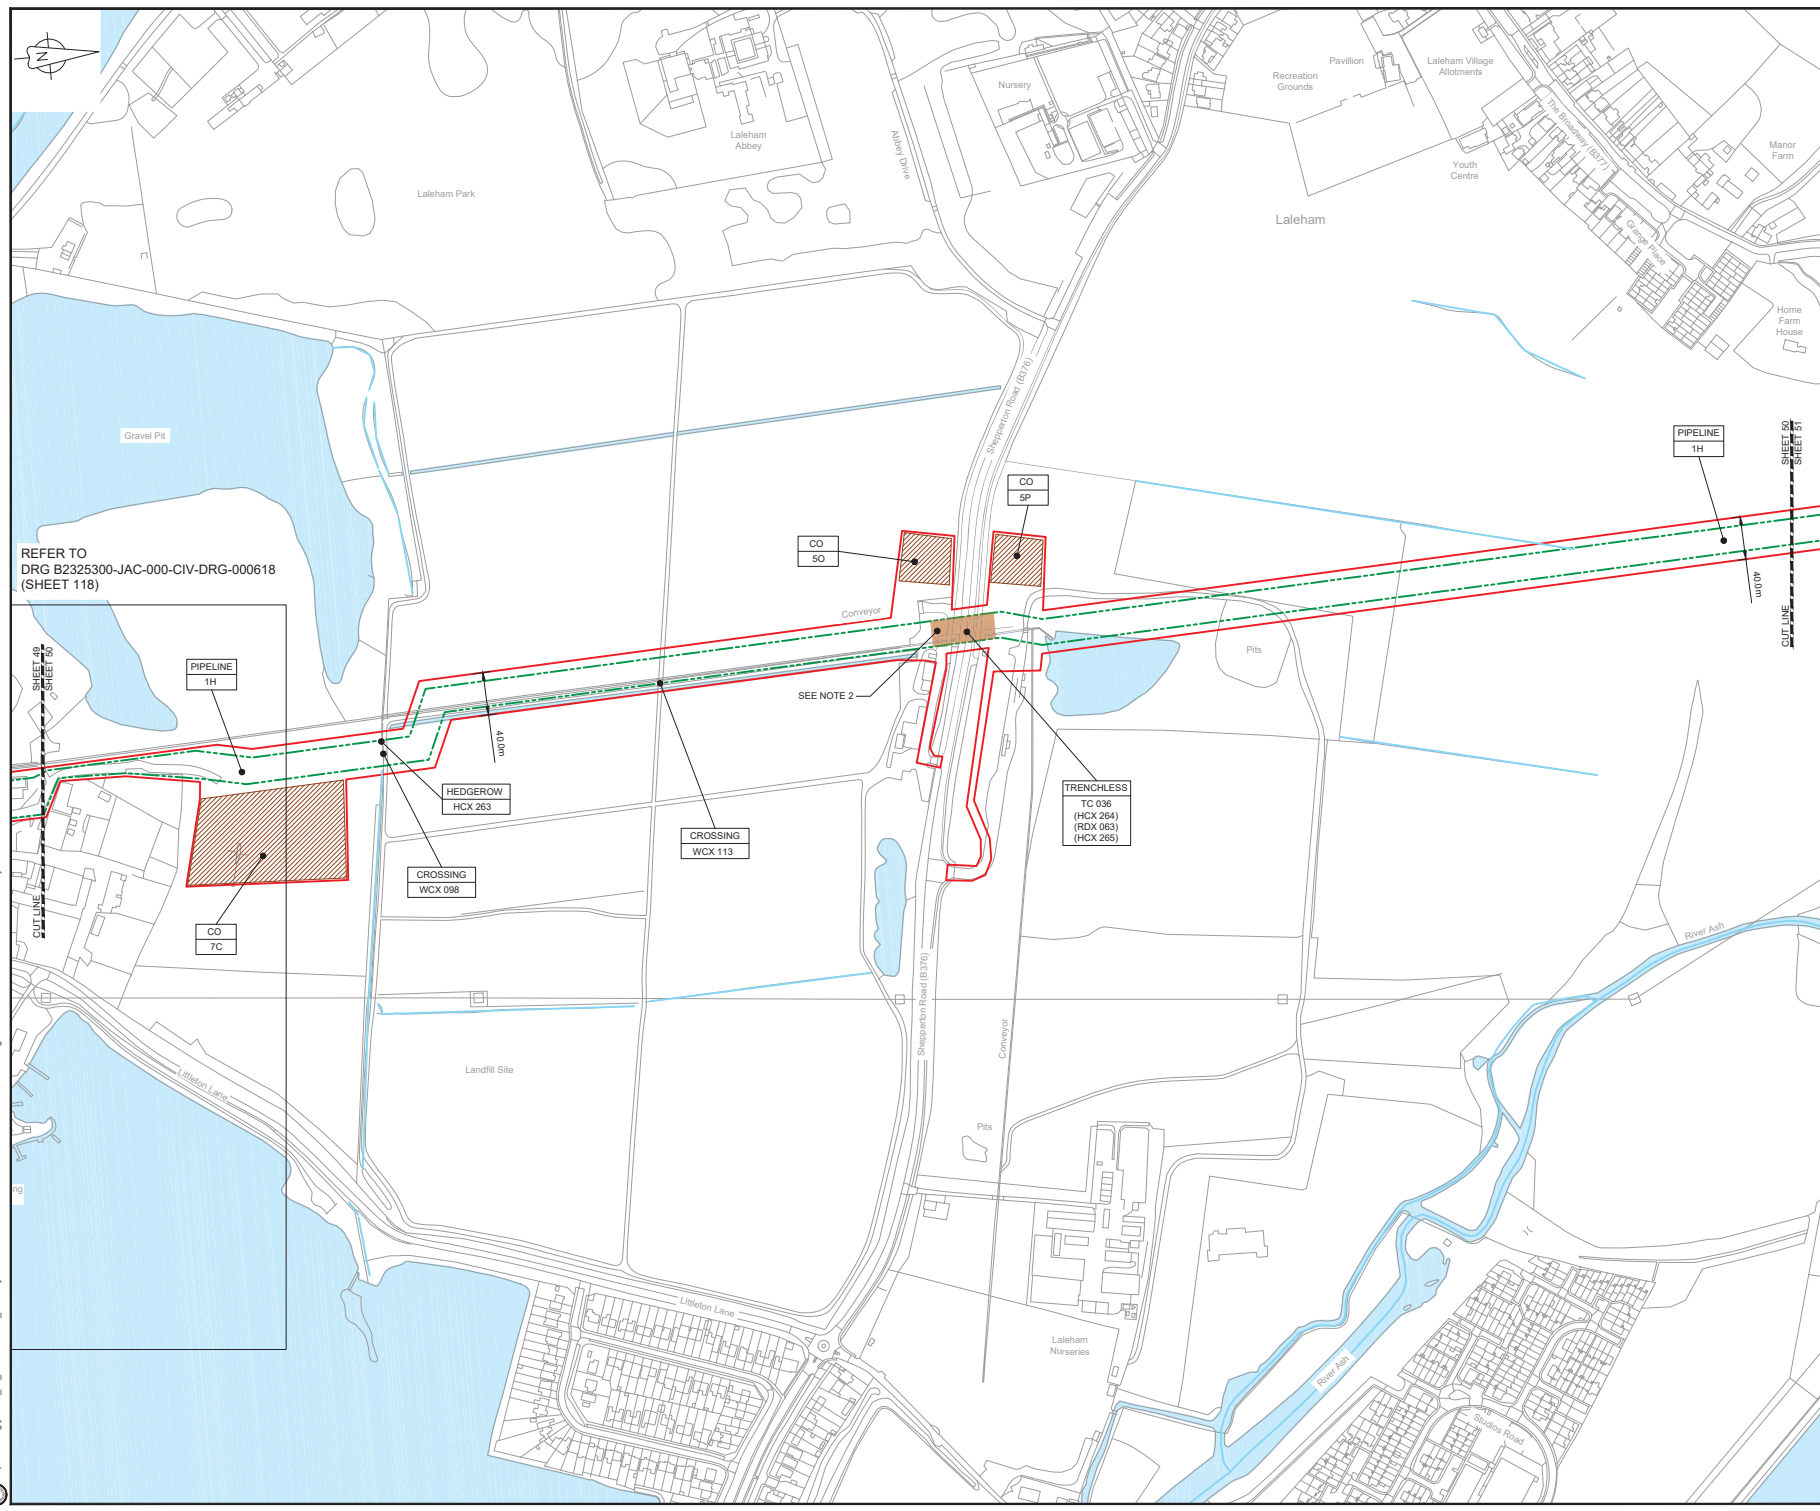 N
Laleham
Abbey
Abbey Drive
Nursery
Recreation
Grounds
Pavillion
Laleham Village
Allotments
The Broadway (B377)
Youth
Centre
Manor
Farm
Laleham Park
Laleham
Grange Place
Home
Farm
House
Shepperton Road (B376)
Gravel Pit
PIPELINE
1H
SHEET 50
SHEET 51
CUT LINE
40.0m
CO
5P
CO
5O
REFER TO
DRG B2325300-JAC-000-CIV-DRG-000618
(SHEET 118)
Conveyor
Pits
SHEET 49
SHEET 50
CUT LINE
PIPELINE
1H
SEE NOTE 2
40.0m
HEDGEROW
HCX 263
CROSSING
WCX 113
TRENCHLESS
TC 036
(HCX 264)
(RDX 063)
(HCX 265)
CROSSING
WCX 098
CO
7C
River Ash
Shepperton Road (B376)
Conveyor
Littleton Lane
Landfill Site
Pits
ng
Littleton Lane
Laleham
Nurseries
River Ash
Studios Road